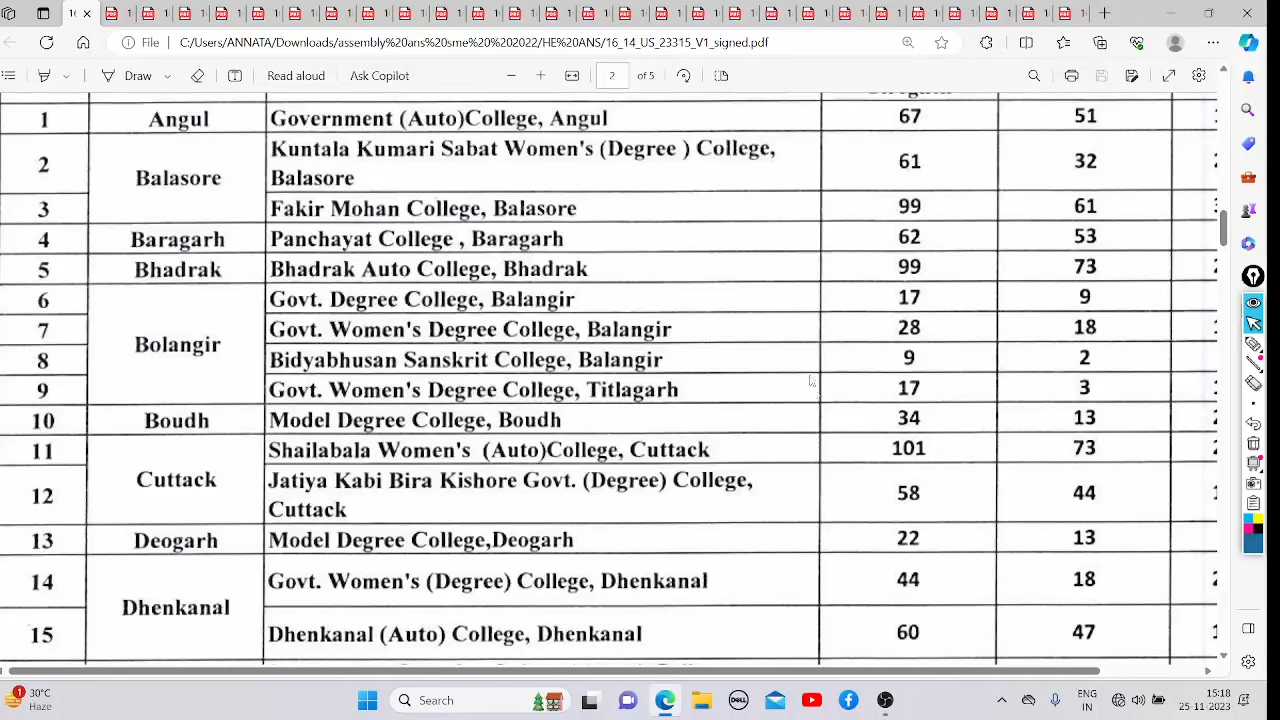 File C:/Users/ANNATA/Downloads/assembly%20ans%20sme%20%202022/HE%20ANS/16_14_US_23315_V1_signed.pdf
Draw Read aloud Ask Copilot 2 of 5
1 Angul Government (Auto)College, Angul 67 51
2 Balasore Kuntala Kumari Sabat Women's (Degree ) College, 61 32
Balasore
3 Fakir Mohan College, Balasore 99 61
4 Baragarh Panchayat College , Baragarh 62 53
5 Bhadrak Bhadrak Auto College, Bhadrak 99 73
6 Bolangir Govt. Degree College, Balangir 17 9
7 Govt. Women's Degree College, Balangir 28 18
8 Bidyabhusan Sanskrit College, Balangir 9 2
9 Govt. Women's Degree College, Titlagarh 17 3
10 Boudh Model Degree College, Boudh 34 13
11 Cuttack Shailabala Women's (Auto)College, Cuttack 101 73
12 Jatiya Kabi Bira Kishore Govt. (Degree) College, 58 44
Cuttack
13 Deogarh Model Degree College,Deogarh 22 13
14 Dhenkanal Govt. Women's (Degree) College, Dhenkanal 44 18
15 Dhenkanal (Auto) College, Dhenkanal 60 47
1 30°C
Haze
Search
DELL
ENG
IN
15:18
25-11-2023